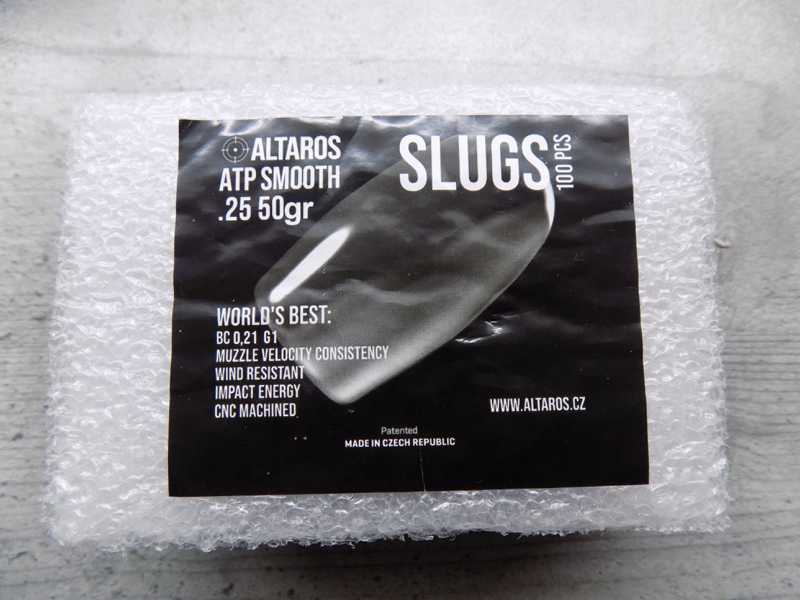 ALTAROS
ATP SMOOTH
.25 50gr
SLUGS
100 PCS
WORLD'S BEST:
BC 0,21 G1
MUZZLE VELOCITY CONSISTENCY
WIND RESISTANT
IMPACT ENERGY
CNC MACHINED
WWW.ALTAROS.CZ
Patented
MADE IN CZECH REPUBLIC